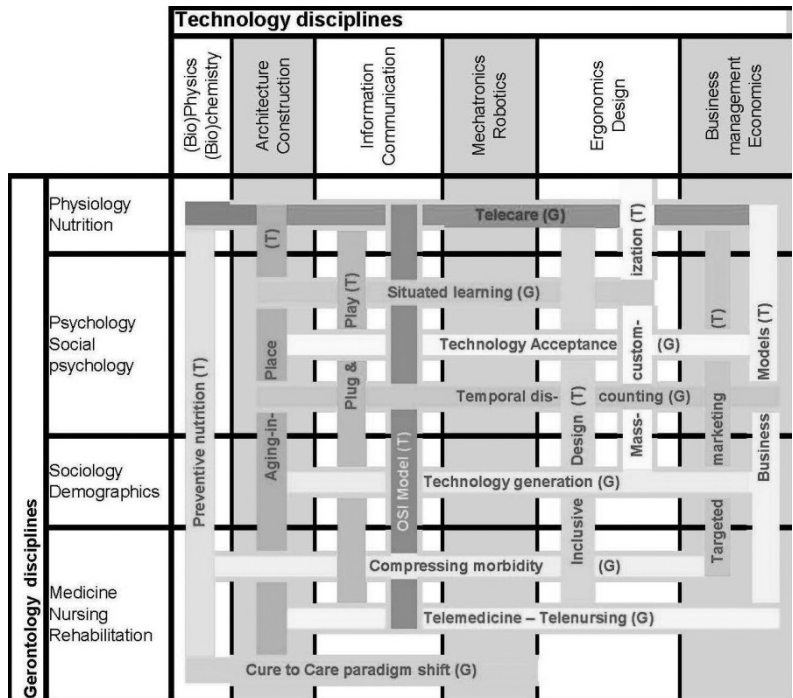 Technology disciplines
(Bio)Physics
(Bio)chemistry
Architecture
Construction
Information
Communication
Mechatronics
Robotics
Ergonomics
Design
Business
management
Economics
Gerontology disciplines
Physiology
Nutrition
Psychology
Social
psychology
Sociology
Demographics
Medicine
Nursing
Rehabilitation
Telecare (G)
Situated learning (G)
Technology Acceptance (G)
Temporal dis- counting (G)
Technology generation (G)
Compressing morbidity (G)
Telemedicine – Telenursing (G)
Cure to Care paradigm shift (G)
Preventive nutrition (T)
Aging-in- Place (T)
Plug & Play (T)
OSI Model (T)
Inclusive Design (T)
Mass- custom- ization (T)
Targeted marketing (T)
Business Models (T)